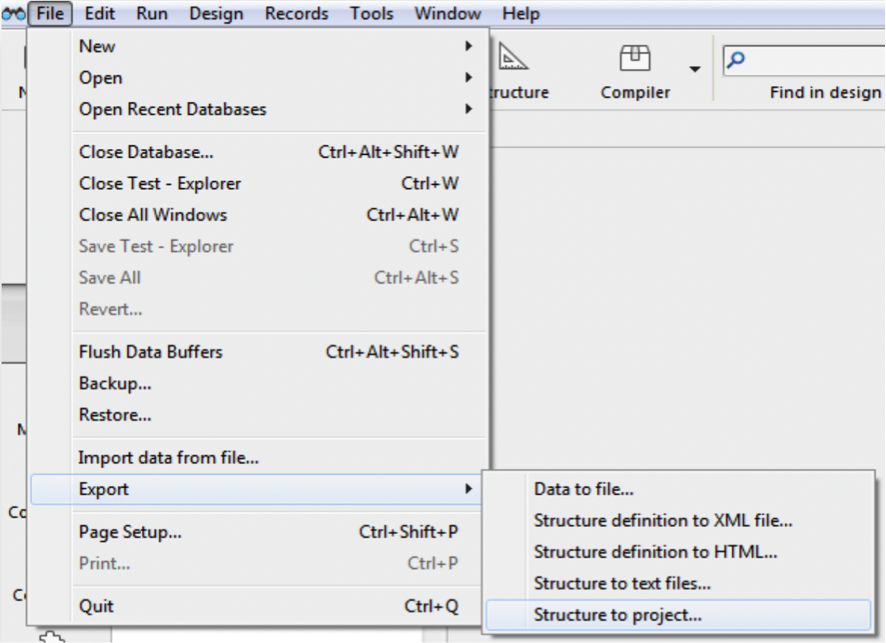 File Edit Run Design Records Tools Window Help
New
Open
Open Recent Databases
Close Database... Ctrl+Alt+Shift+W
Close Test - Explorer Ctrl+W
Close All Windows Ctrl+Alt+W
Save Test - Explorer Ctrl+S
Save All Ctrl+Alt+S
Revert...
Flush Data Buffers Ctrl+Alt+Shift+S
Backup...
Restore...
Import data from file...
Export
Page Setup... Ctrl+Shift+P
Print... Ctrl+P
Quit Ctrl+Q
Compiler Find in design
Data to file...
Structure definition to XML file...
Structure definition to HTML...
Structure to text files...
Structure to project...